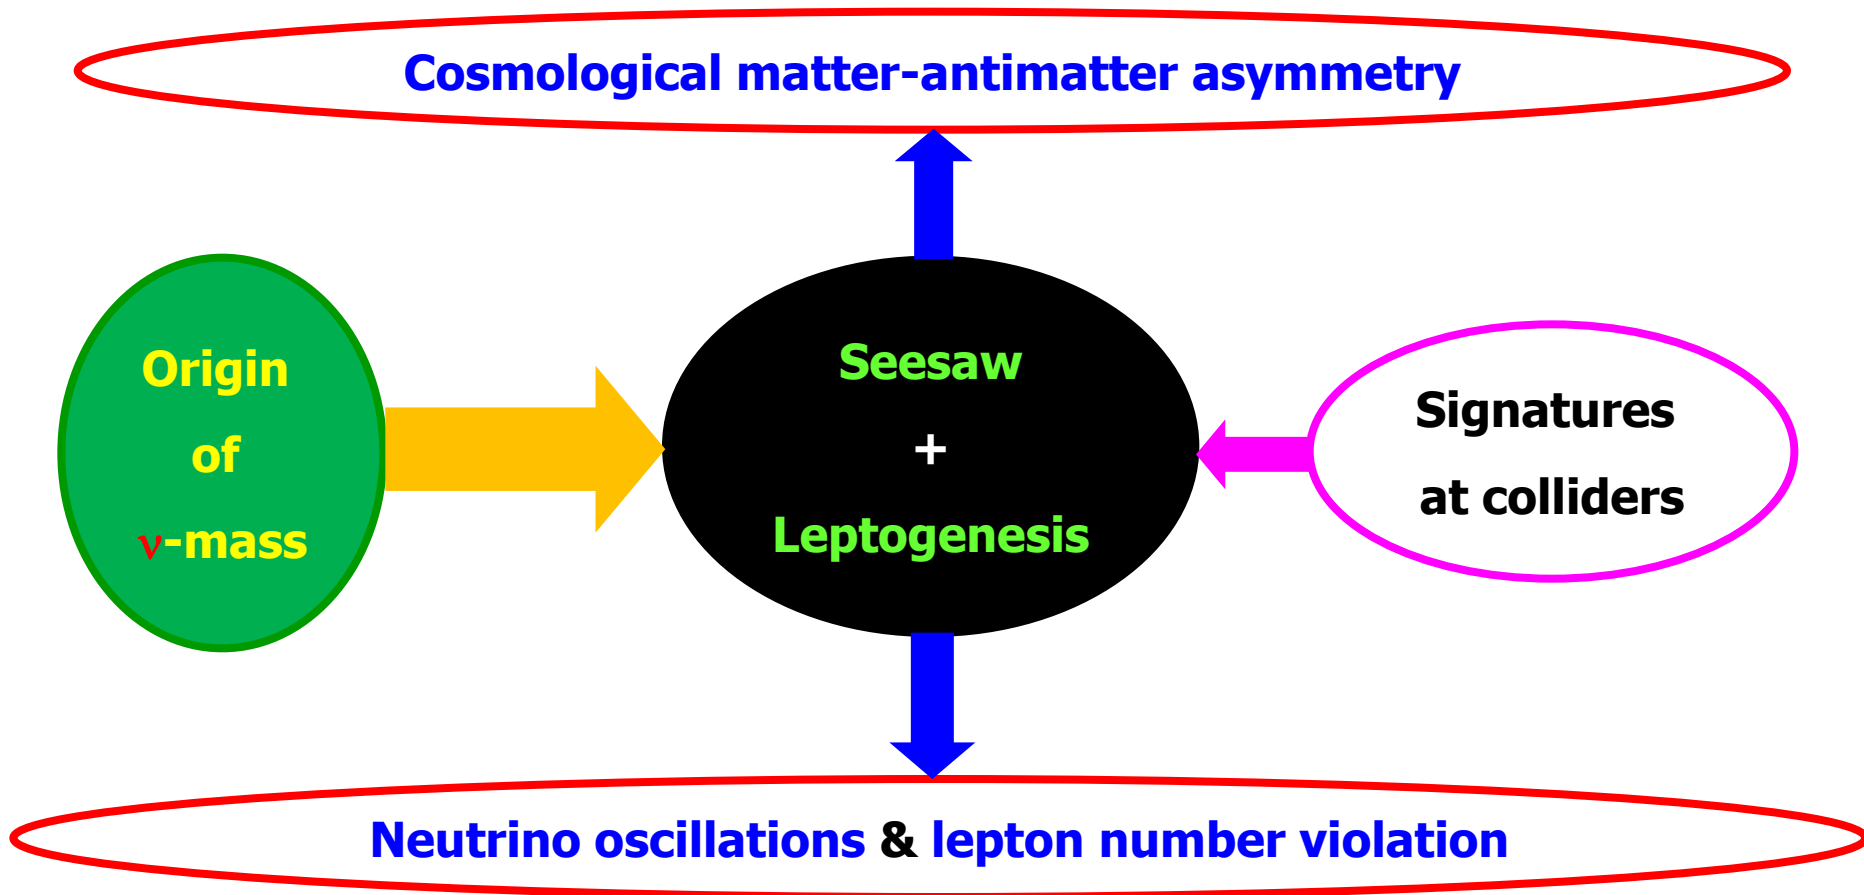 Cosmological matter-antimatter asymmetry
Origin
of
ν-mass
Seesaw
+
Leptogenesis
Signatures
at colliders
Neutrino oscillations & lepton number violation